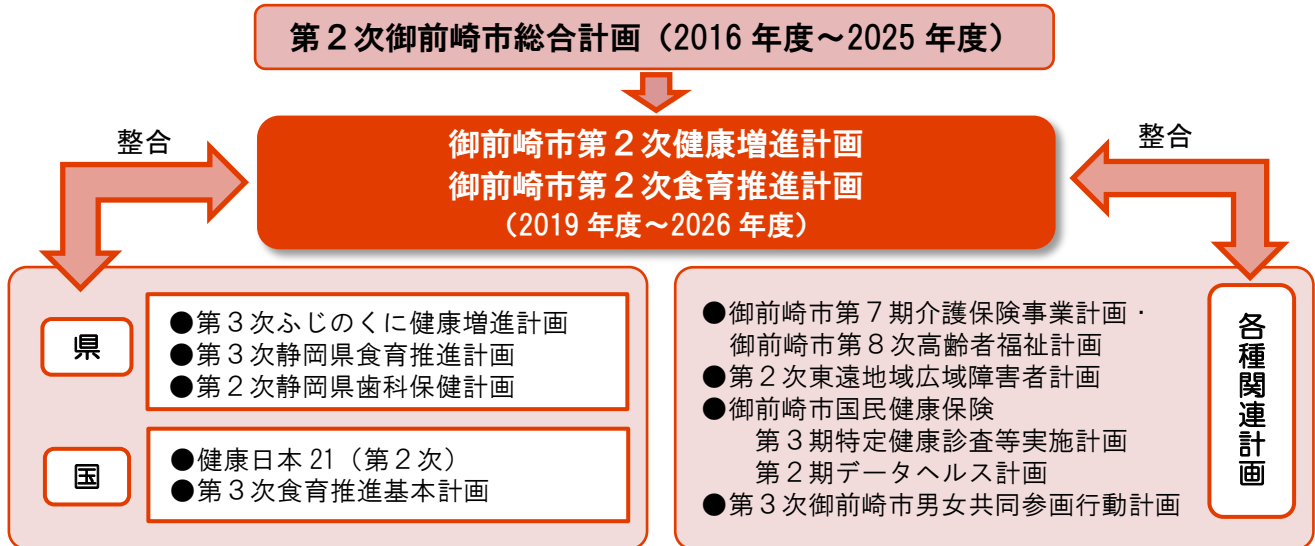 第２次御前崎市総合計画（2016 年度～2025 年度）
整合
整合
御前崎市第２次健康増進計画
御前崎市第２次食育推進計画
（2019 年度～2026 年度）
県
●第３次ふじのくに健康増進計画
●第３次静岡県食育推進計画
●第２次静岡県歯科保健計画
国
●健康日本 21（第２次）
●第３次食育推進基本計画
●御前崎市第７期介護保険事業計画・
御前崎市第８次高齢者福祉計画
●第２次東遠地域広域障害者計画
●御前崎市国民健康保険
第３期特定健康診査等実施計画
第２期データヘルス計画
●第３次御前崎市男女共同参画行動計画
各種関連計画